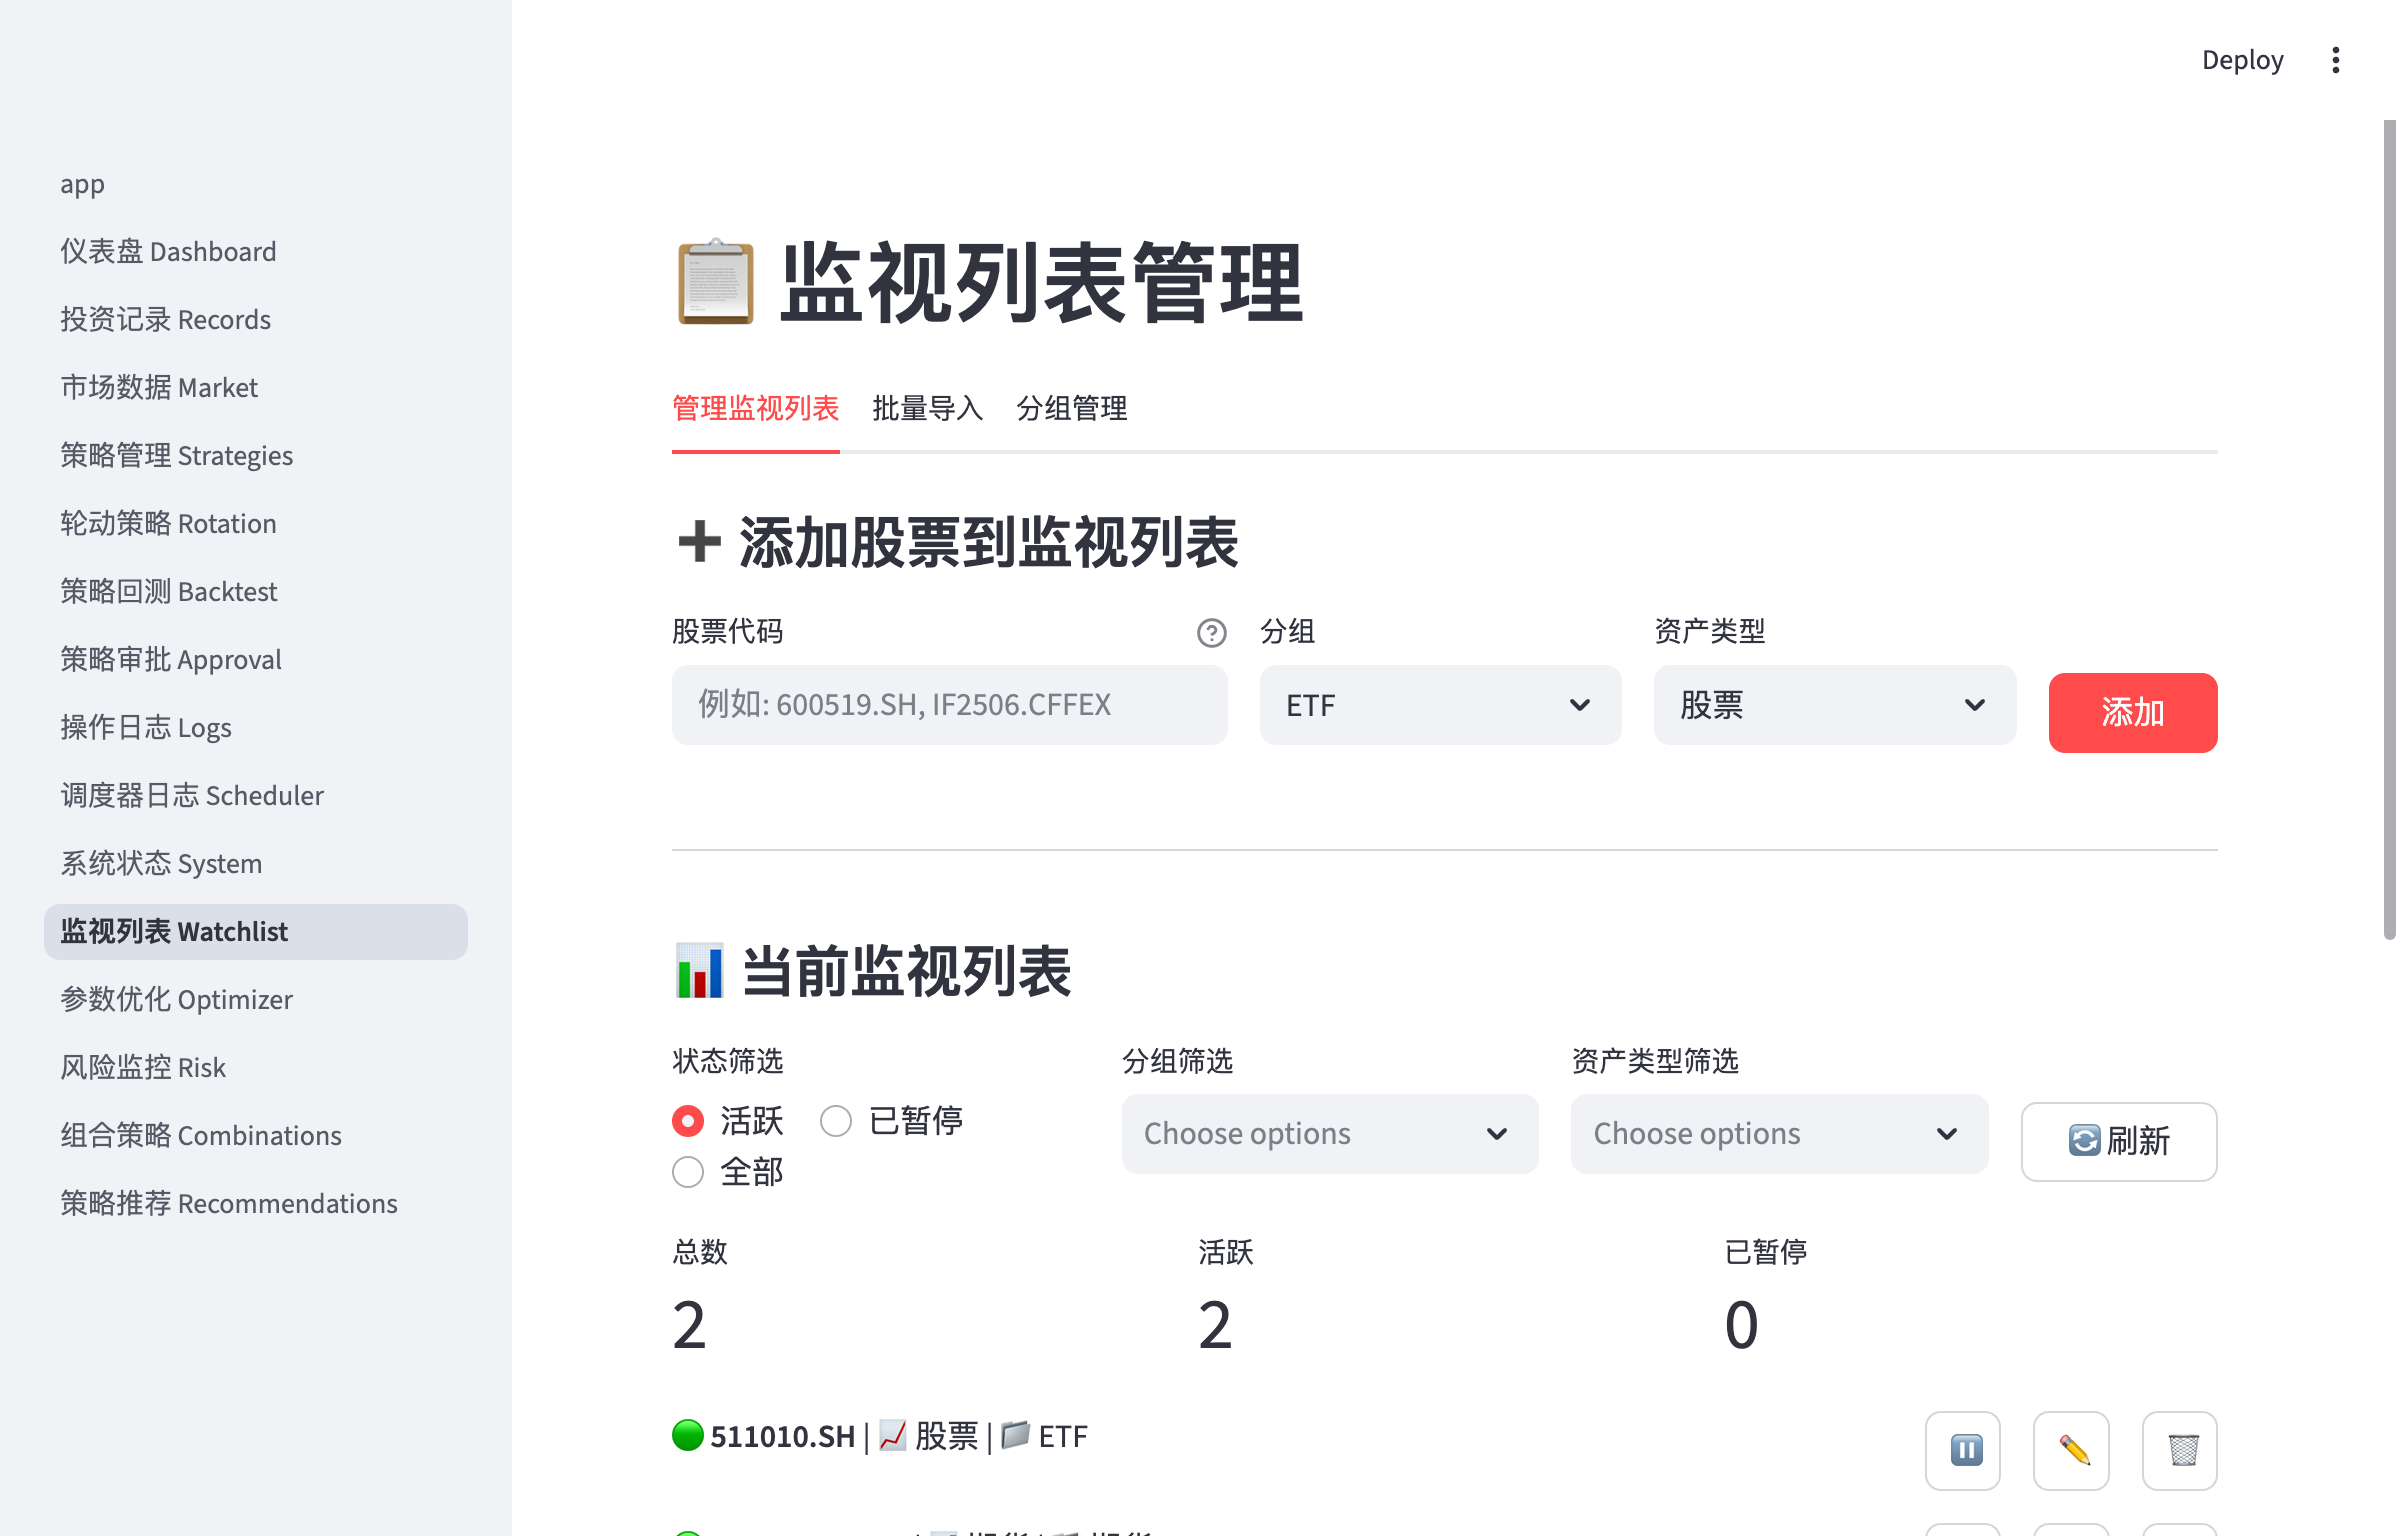 Deploy
app
仪表盘 Dashboard
投资记录 Records
市场数据 Market
策略管理 Strategies
轮动策略 Rotation
策略回测 Backtest
策略审批 Approval
操作日志 Logs
调度器日志 Scheduler
系统状态 System
监视列表 Watchlist
参数优化 Optimizer
风险监控 Risk
组合策略 Combinations
策略推荐 Recommendations
监视列表管理
管理监视列表 批量导入 分组管理
添加股票到监视列表
股票代码 分组 资产类型
例如: 600519.SH, IF2506.CFFEX ETF 股票 添加
当前监视列表
状态筛选 分组筛选 资产类型筛选
活跃 已暂停 Choose options Choose options 刷新
全部
总数 活跃 已暂停
2 2 0
511010.SH | 股票 | ETF